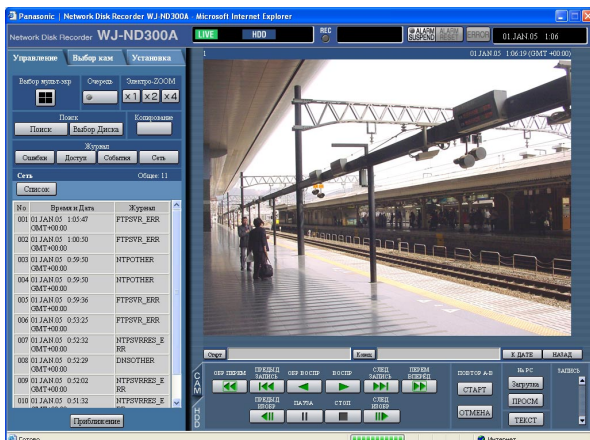 Panasonic | Network Disk Recorder WJ-ND300A - Microsoft Internet Explorer
Network Disk Recorder WJ-ND300A
LIVE HDD REC ALARM SUSPEND ALARM RESET ERROR 01.JAN.05 1:06
Управление Выбор кам Установка
1 01.JAN.05 1:06:19 (GMT +00:00)
Выбор мульт-экр Очередь Электро-ZOOM
x1 x2 x4
Поиск Копирование
Поиск Выбор Диска
Журнал
Ошибки Доступ События Сеть
Сеть Общее: 11
Список
No Время и Дата Журнал
001 01.JAN.05 1:05:47 FTPSVR_ERR
GMT+00:00
002 01.JAN.05 1:00:50 FTPSVR_ERR
GMT+00:00
003 01.JAN.05 0:59:50 NTPOTHER
GMT+00:00
004 01.JAN.05 0:59:50 NTPOTHER
GMT+00:00
005 01.JAN.05 0:59:36 FTPSVR_ERR
GMT+00:00
006 01.JAN.05 0:53:25 FTPSVR_ERR
GMT+00:00
007 01.JAN.05 0:52:32 NTPSVRRES_E
GMT+00:00 RR
008 01.JAN.05 0:52:29 DNSOTHER
GMT+00:00
009 01.JAN.05 0:52:02 NTPSVRRES_E
GMT+00:00 RR
010 01.JAN.05 0:51:32 NTPSVRRES_E
Приближение
Старт Конец К ДАТЕ НАЗАД
CAM
HDD
ОБР ПЕРЕМ ПРЕДЫД ЗАПИСЬ ОБР ВОСПР ВОСПР СЛЕД ЗАПИСЬ ПЕРЕМ ВПЕРЁД
ПРЕДЫД ИЗОБР ПАУЗА СТОП СЛЕД ИЗОБР
ПОВТОР A-B
СТАРТ
ОТМЕНА
На PC
Загрузка
ПРОСМ
ТЕКСТ
ЗАПИСЬ
Готово Интернет